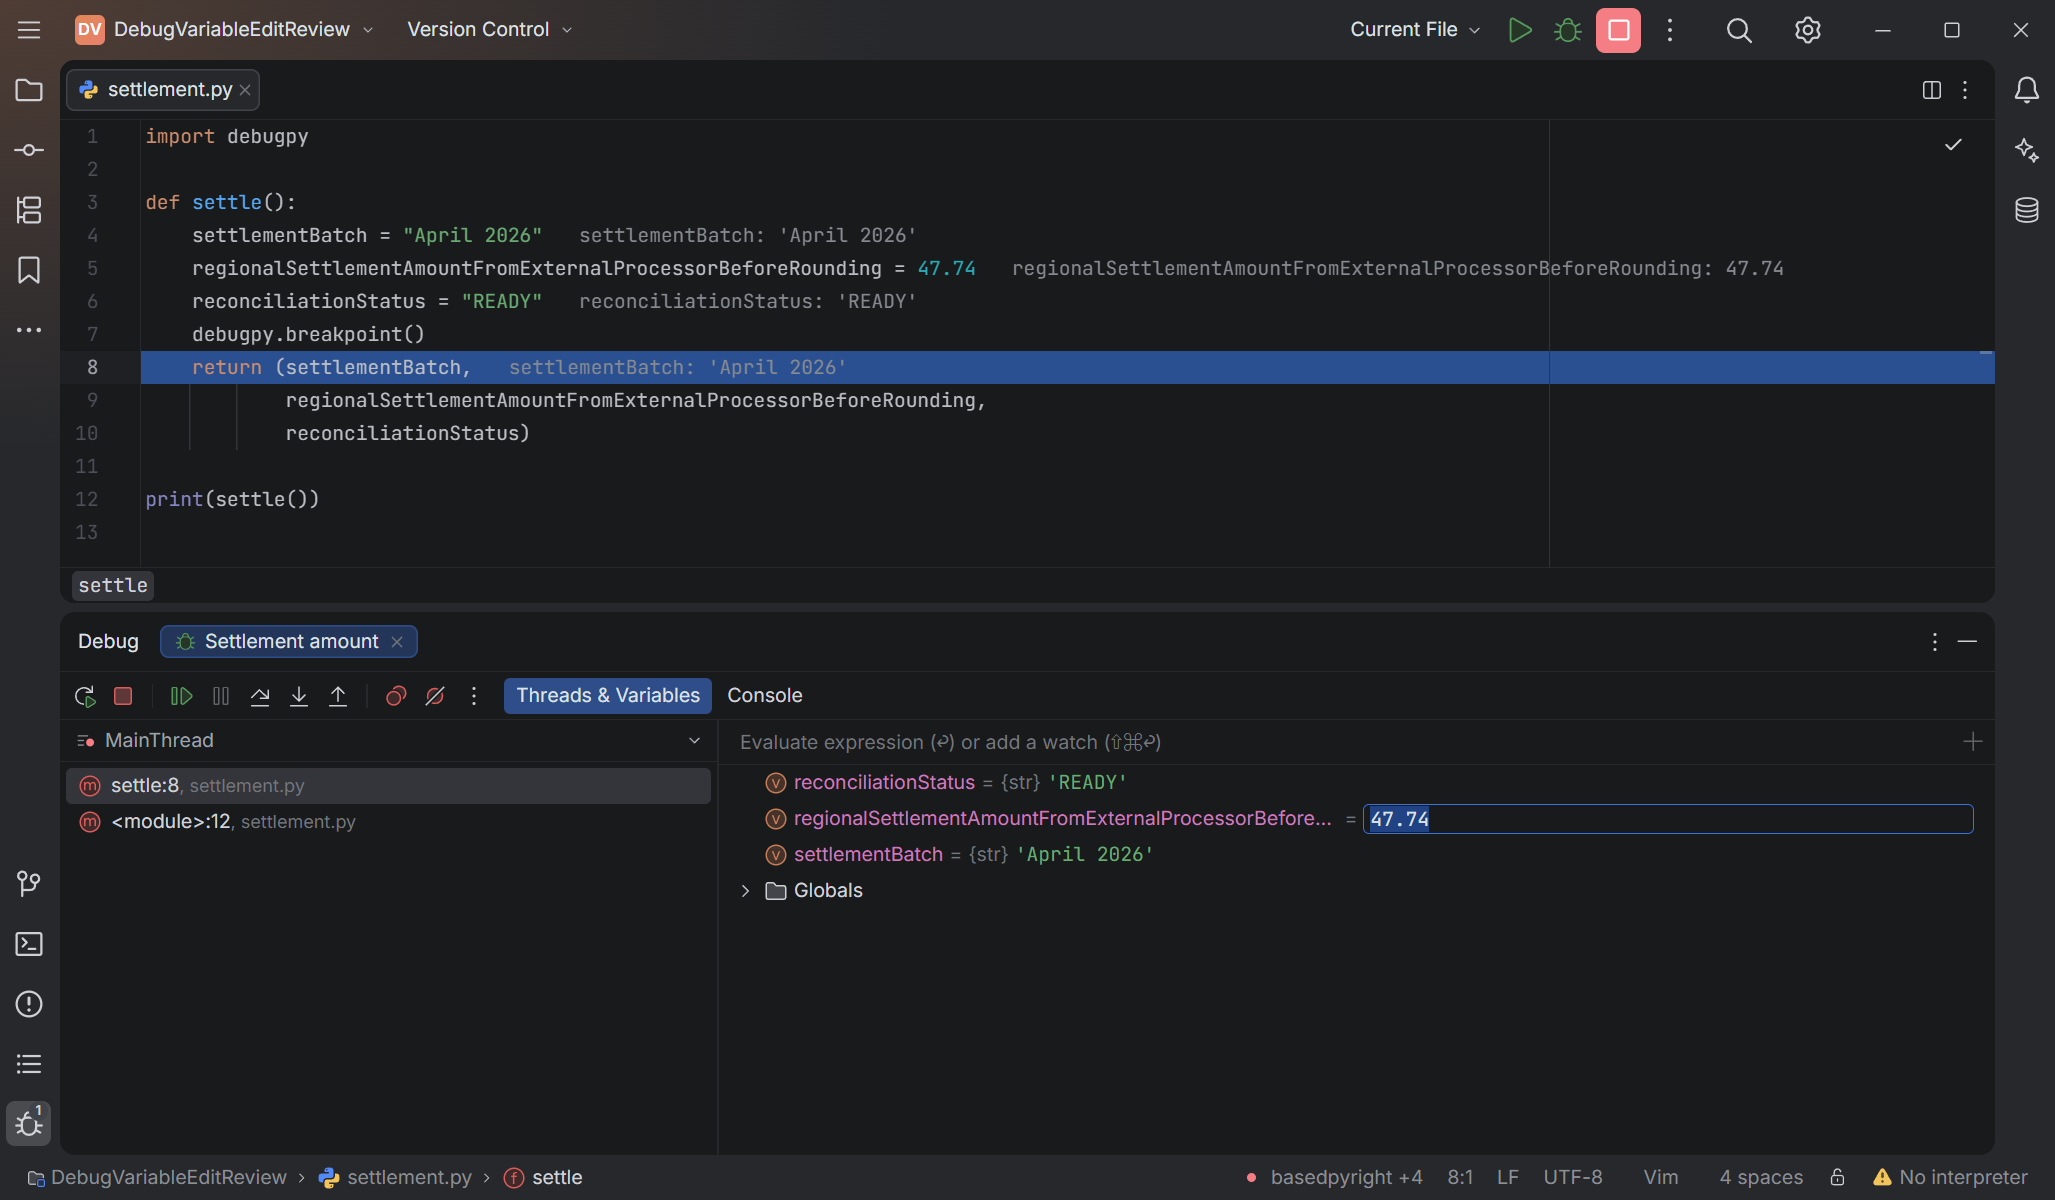 DV DebugVariableEditReview Version Control Current File
settlement.py
1 import debugpy
2
3 def settle():
4 settlementBatch = "April 2026" settlementBatch: 'April 2026'
5 regionalSettlementAmountFromExternalProcessorBeforeRounding = 47.74 regionalSettlementAmountFromExternalProcessorBeforeRounding: 47.74
6 reconciliationStatus = "READY" reconciliationStatus: 'READY'
7 debugpy.breakpoint()
8 return (settlementBatch, settlementBatch: 'April 2026'
9 regionalSettlementAmountFromExternalProcessorBeforeRounding,
10 reconciliationStatus)
11
12 print(settle())
13
settle
Debug Settlement amount
Threads & Variables Console
MainThread
settle:8, settlement.py
<module>:12, settlement.py
Evaluate expression (⏎) or add a watch (⇧⌘⏎)
reconciliationStatus = {str} 'READY'
regionalSettlementAmountFromExternalProcessorBefore... = 47.74
settlementBatch = {str} 'April 2026'
Globals
1
DebugVariableEditReview › settlement.py › settle
basedpyright +4 8:1 LF UTF-8 Vim 4 spaces No interpreter